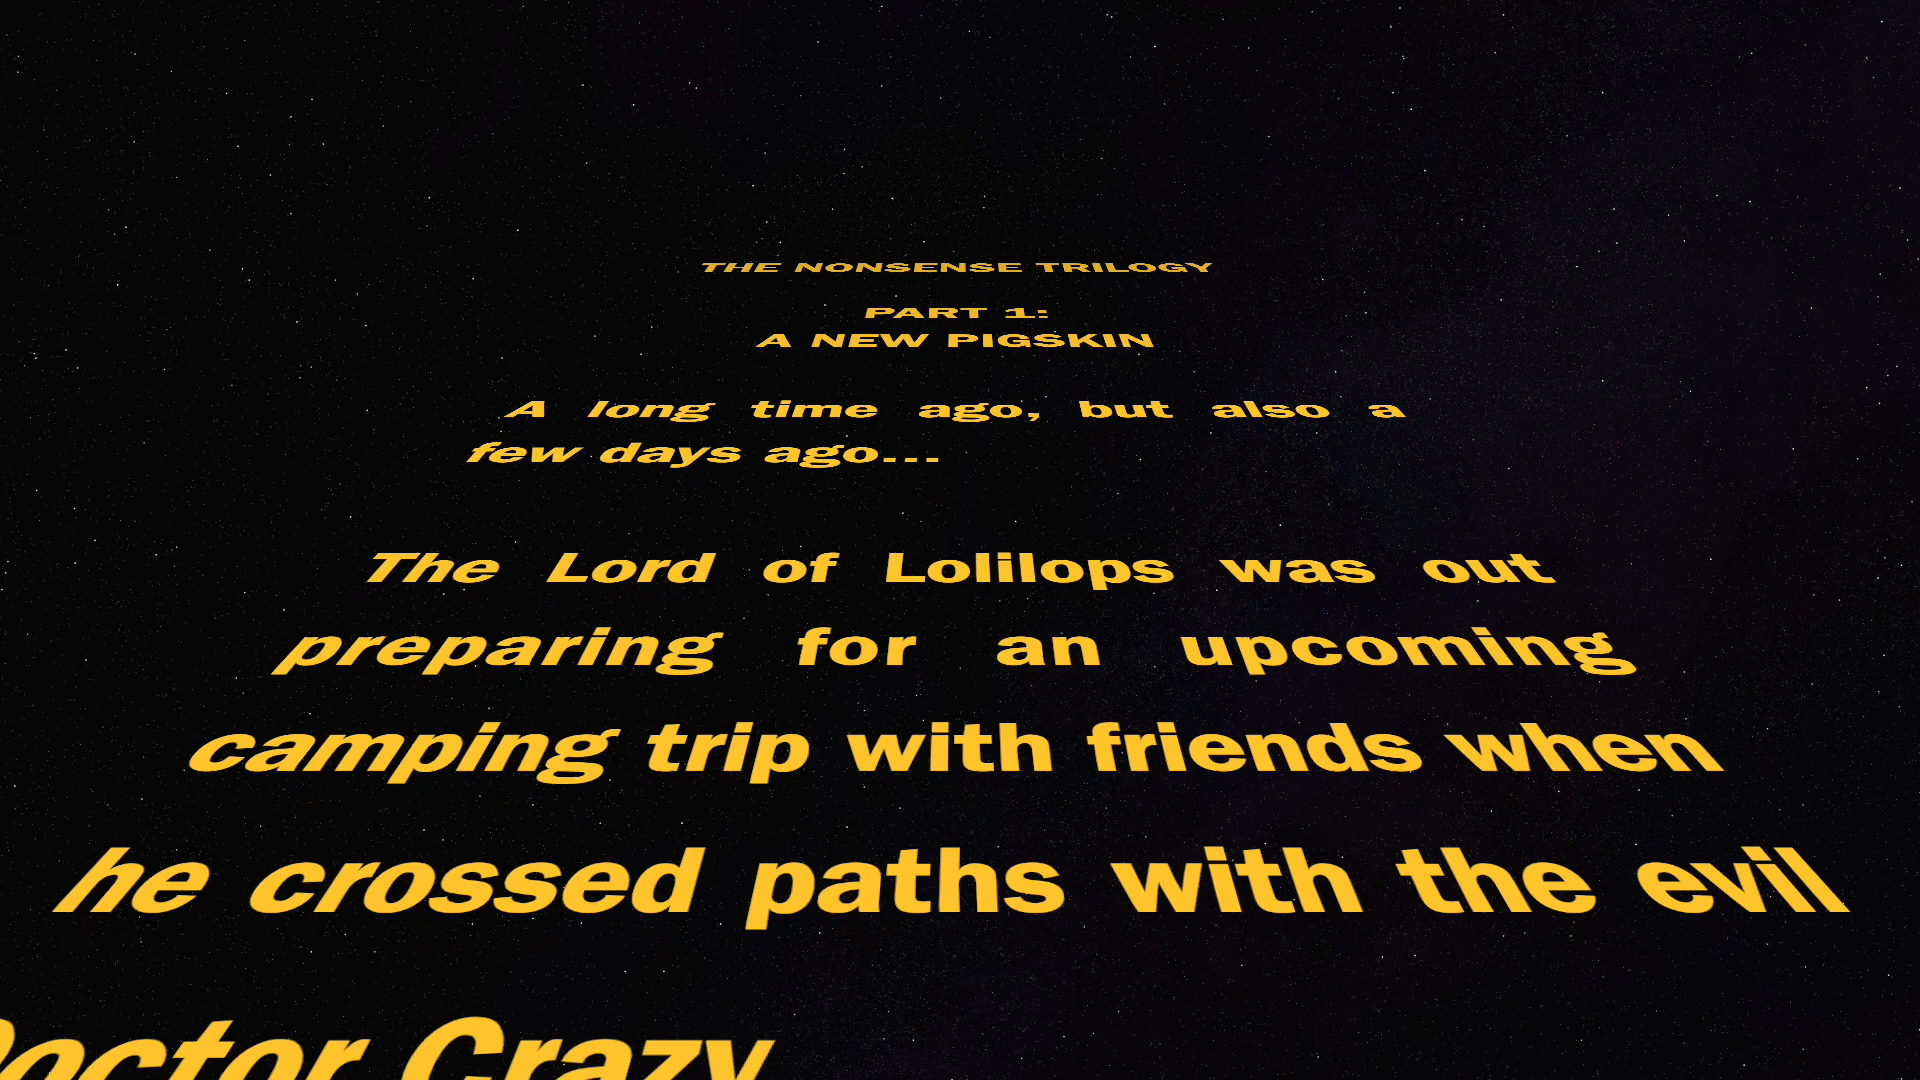 THE NONSENSE TRILOGY
PART 1:
A NEW PIGSKIN
A long time ago, but also a
few days ago...
The Lord of Lolilops was out
preparing for an upcoming
camping trip with friends when
he crossed paths with the evil
Doctor Crazy